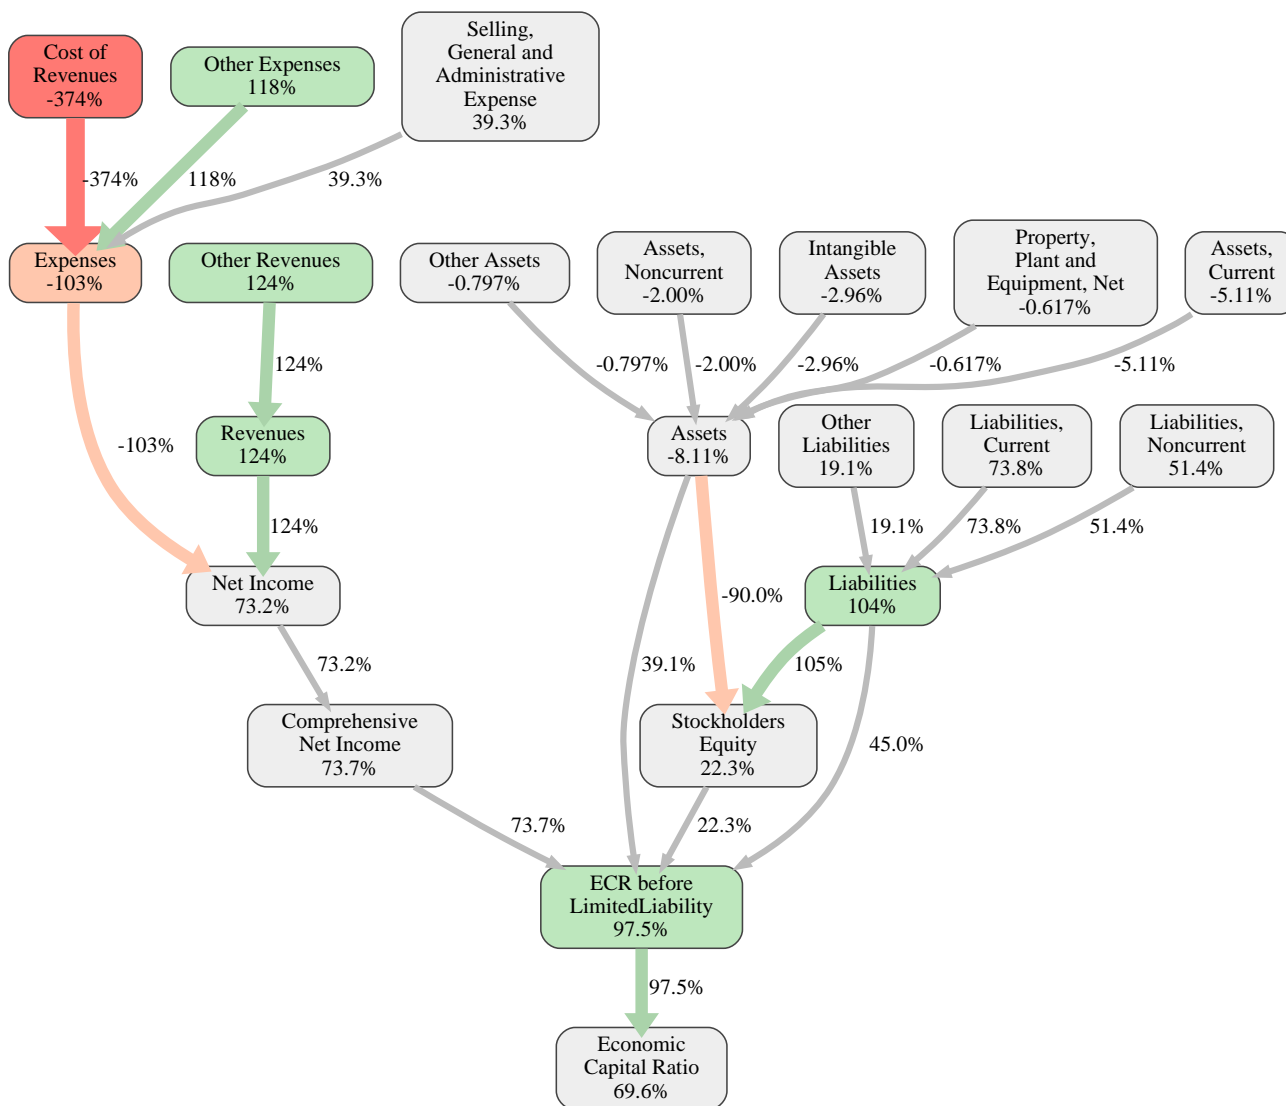 Cost of
Revenues
-374%
Other Expenses
118%
Selling,
General and
Administrative
Expense
39.3%
-374%
118%
39.3%
Expenses
-103%
Other Revenues
124%
Other Assets
-0.797%
Assets,
Noncurrent
-2.00%
Intangible
Assets
-2.96%
Property,
Plant and
Equipment, Net
-0.617%
Assets,
Current
-5.11%
124%
-0.797%
-2.00%
-2.96%
-0.617%
-5.11%
-103%
Revenues
124%
Assets
-8.11%
Other
Liabilities
19.1%
Liabilities,
Current
73.8%
Liabilities,
Noncurrent
51.4%
124%
19.1%
73.8%
51.4%
Net Income
73.2%
-90.0%
Liabilities
104%
73.2%
39.1%
105%
Comprehensive
Net Income
73.7%
Stockholders
Equity
22.3%
45.0%
73.7%
22.3%
ECR before
LimitedLiability
97.5%
97.5%
Economic
Capital Ratio
69.6%